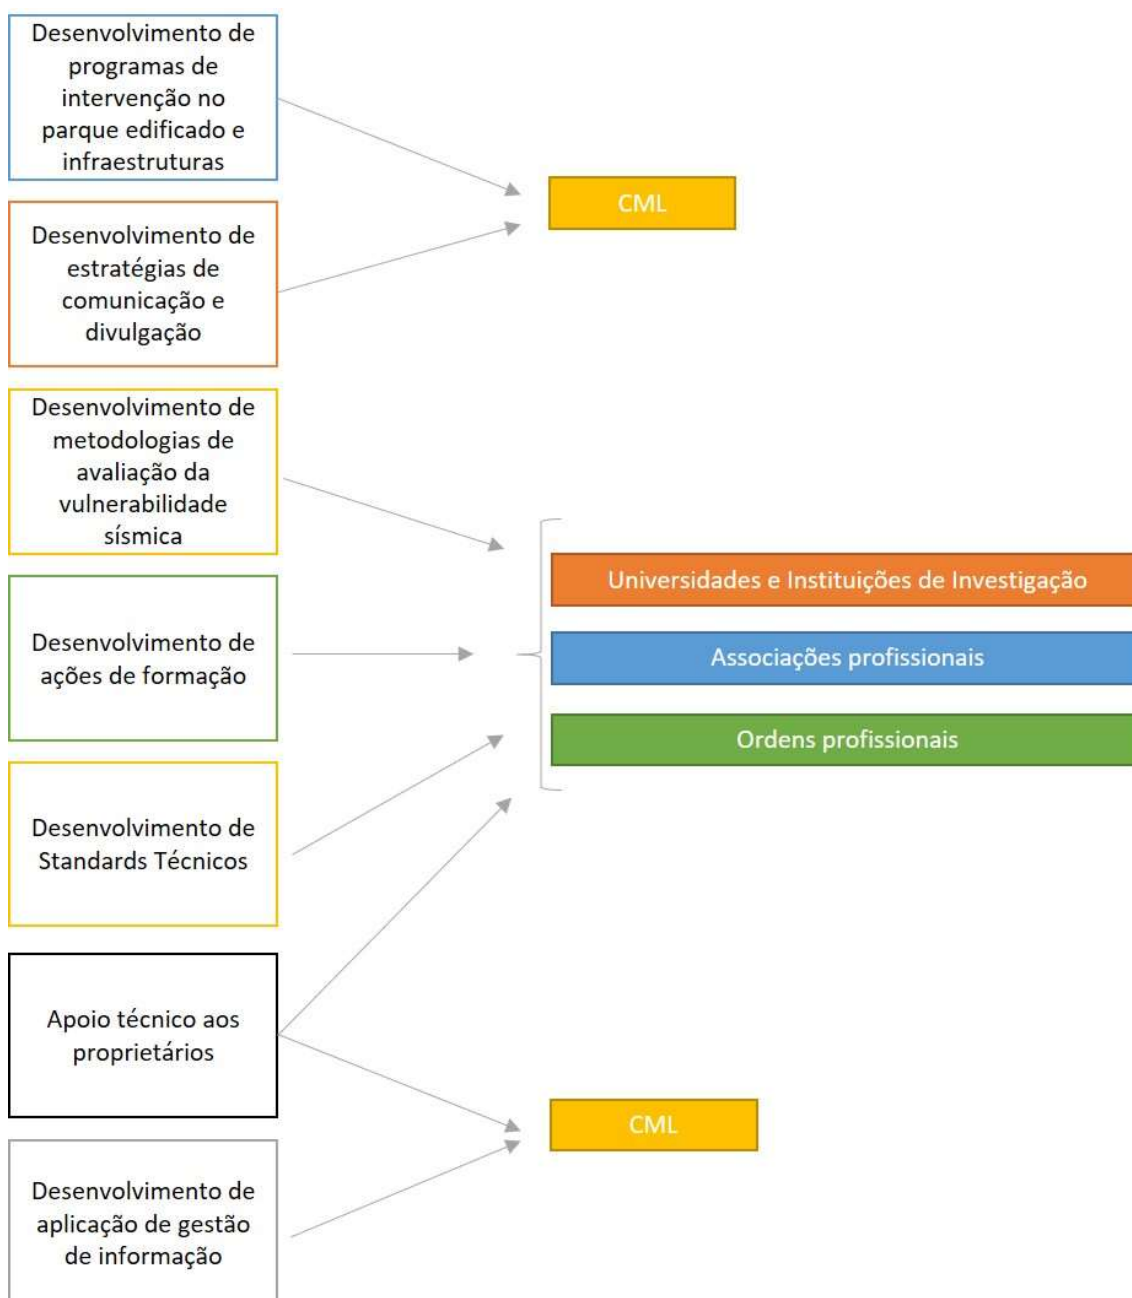 Desenvolvimento de
programas de
intervenção no
parque edificado e
infraestruturas
CML
Desenvolvimento de
estratégias de
comunicação e
divulgação
Desenvolvimento de
metodologias de
avaliação da
vulnerabilidade
sísmica
Universidades e Instituições de Investigação
Desenvolvimento de
ações de formação
Associações profissionais
Ordens profissionais
Desenvolvimento de
Standards Técnicos
Apoio técnico aos
proprietários
CML
Desenvolvimento de
aplicação de gestão
de informação